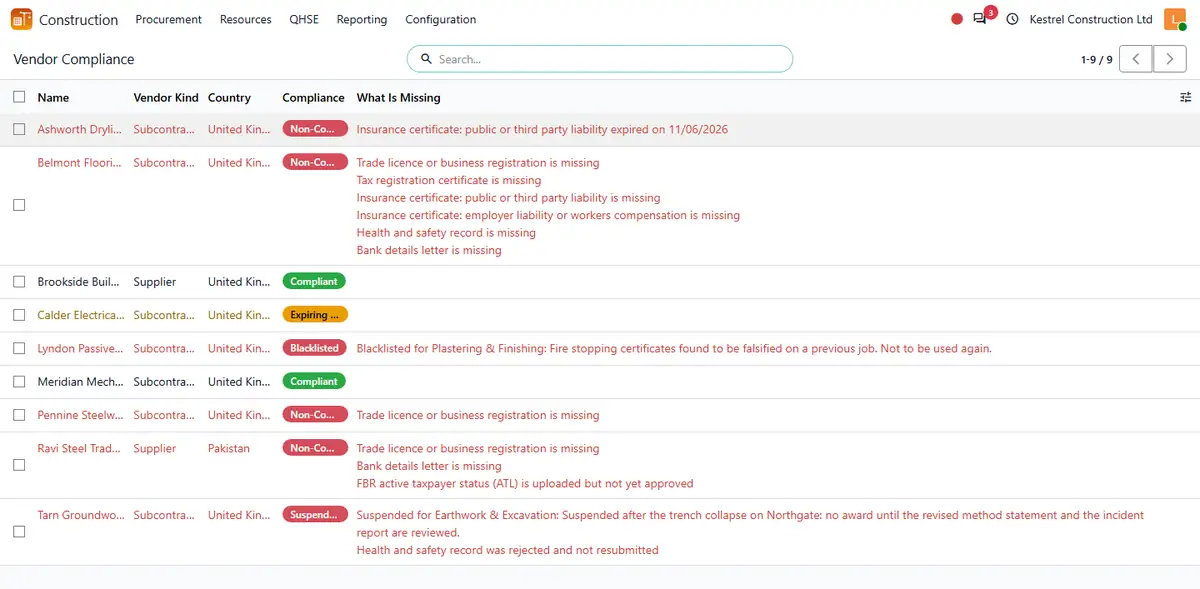 Construction Procurement Resources QHSE Reporting Configuration 3 Kestrel Construction Ltd L
Vendor Compliance Search... 1-9 / 9
Name Vendor Kind Country Compliance What Is Missing
Ashworth Dryli... Subcontra... United Kin... Non-Co... Insurance certificate: public or third party liability expired on 11/06/2026
Belmont Floori... Subcontra... United Kin... Non-Co... Trade licence or business registration is missing
Tax registration certificate is missing
Insurance certificate: public or third party liability is missing
Insurance certificate: employer liability or workers compensation is missing
Health and safety record is missing
Bank details letter is missing
Brookside Buil... Supplier United Kin... Compliant
Calder Electrica... Subcontra... United Kin... Expiring ...
Lyndon Passive... Subcontra... United Kin... Blacklisted Blacklisted for Plastering & Finishing: Fire stopping certificates found to be falsified on a previous job. Not to be used again.
Meridian Mech... Subcontra... United Kin... Compliant
Pennine Steelw... Subcontra... United Kin... Non-Co... Trade licence or business registration is missing
Ravi Steel Trad... Supplier Pakistan Non-Co... Trade licence or business registration is missing
Bank details letter is missing
FBR active taxpayer status (ATL) is uploaded but not yet approved
Tarn Groundwo... Subcontra... United Kin... Suspend... Suspended for Earthwork & Excavation: Suspended after the trench collapse on Northgate: no award until the revised method statement and the incident
report are reviewed.
Health and safety record was rejected and not resubmitted